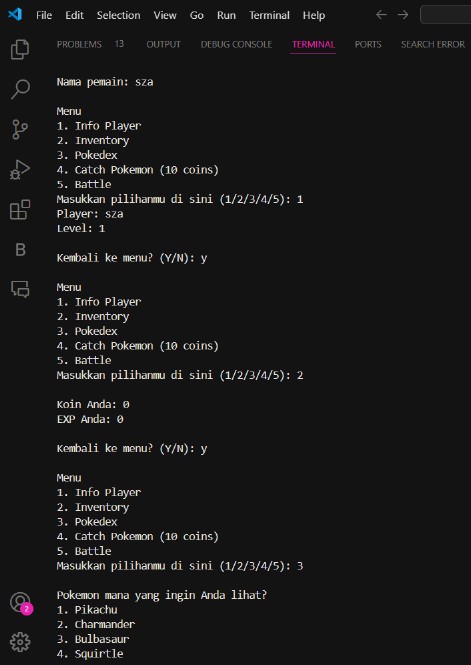 File Edit Selection View Go Run Terminal Help
PROBLEMS 13 OUTPUT DEBUG CONSOLE TERMINAL PORTS SEARCH ERROR
Nama pemain: sza
Menu
1. Info Player
2. Inventory
3. Pokedex
4. Catch Pokemon (10 coins)
5. Battle
Masukkan pilihanmu di sini (1/2/3/4/5): 1
Player: sza
Level: 1
Kembali ke menu? (Y/N): y
Menu
1. Info Player
2. Inventory
3. Pokedex
4. Catch Pokemon (10 coins)
5. Battle
Masukkan pilihanmu di sini (1/2/3/4/5): 2
Koin Anda: 0
EXP Anda: 0
Kembali ke menu? (Y/N): y
Menu
1. Info Player
2. Inventory
3. Pokedex
4. Catch Pokemon (10 coins)
5. Battle
Masukkan pilihanmu di sini (1/2/3/4/5): 3
Pokemon mana yang ingin Anda lihat?
1. Pikachu
2. Charmander
3. Bulbasaur
4. Squirtle
B
2